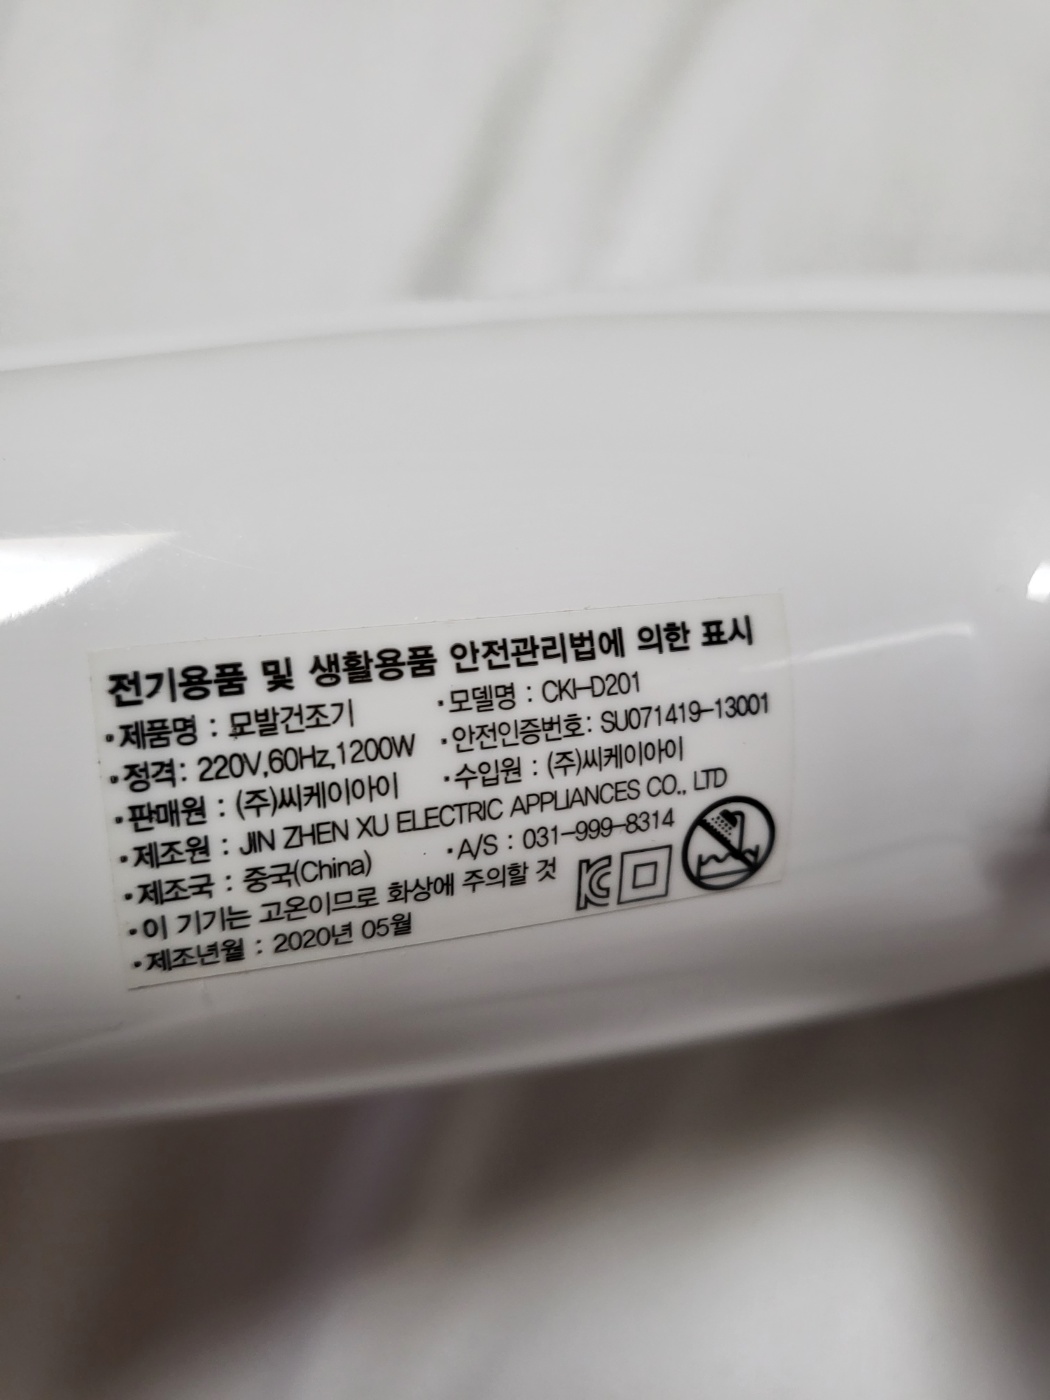 전기용품 및 생활용품 안전관리법에 의한 표시
•제품명 : 모발건조기 •모델명 : CKI-D201
•정격: 220V,60Hz,1200W •안전인증번호: SU071419-13001
•판매원 : (주)씨케이아이 •수입원 : (주)씨케이아이
•제조원 : JIN ZHEN XU ELECTRIC APPLIANCES CO., LTD
•제조국 : 중국(China) •A/S : 031-999-8314
•이 기기는 고온이므로 화상에 주의할 것
•제조년월 : 2020년 05월